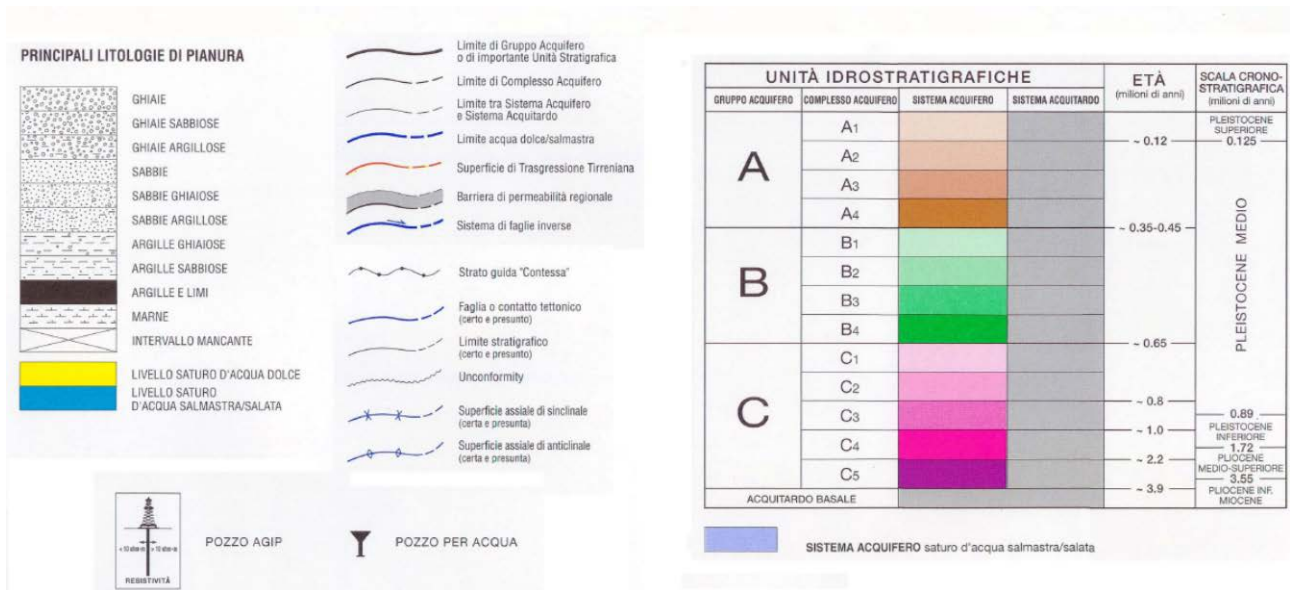 PRINCIPALI LITOLOGIE DI PIANURA
GHIAIE
GHIAIE SABBIOSE
GHIAIE ARGILLOSE
SABBIE
SABBIE GHIAIOSE
SABBIE ARGILLOSE
ARGILLE GHIAIOSE
ARGILLE SABBIOSE
ARGILLE E LIMI
MARNE
INTERVALLO MANCANTE
LIVELLO SATURO D'ACQUA DOLCE
LIVELLO SATURO
D'ACQUA SALMASTRA/SALATA
Limite di Gruppo Acquifero
o di importante Unità Stratigrafica
Limite di Complesso Acquifero
Limite tra Sistema Acquifero
e Sistema Acquitardo
Limite acqua dolce/salmastra
Superficie di Trasgressione Tirreniana
Barriera di permeabilità regionale
Sistema di faglie inverse
Strato guida "Contessa"
Faglia o contatto tettonico
(certo e presunto)
Limite stratigrafico
(certo e presunto)
Unconformity
Superficie assiale di sinclinale
(certa e presunta)
Superficie assiale di anticlinale
(certa e presunta)
< 10 ohm-m > 10 ohm-m
RESISTIVITÀ
POZZO AGIP
POZZO PER ACQUA
UNITÀ IDROSTRATIGRAFICHE
GRUPPO ACQUIFERO COMPLESSO ACQUIFERO SISTEMA ACQUIFERO SISTEMA ACQUITARDO
ETÀ
(milioni di anni)
SCALA CRONO-
STRATIGRAFICA
(milioni di anni)
A
A1
A2
A3
A4
B
B1
B2
B3
B4
C
C1
C2
C3
C4
C5
ACQUITARDO BASALE
~ 0.12
~ 0.35-0.45
~ 0.65
~ 0.8
~ 1.0
~ 2.2
~ 3.9
PLEISTOCENE
SUPERIORE
0.125
PLEISTOCENE MEDIO
0.89
PLEISTOCENE
INFERIORE
1.72
PLIOCENE
MEDIO-SUPERIORE
3.55
PLIOCENE INF.
MIOCENE
SISTEMA ACQUIFERO saturo d'acqua salmastra/salata